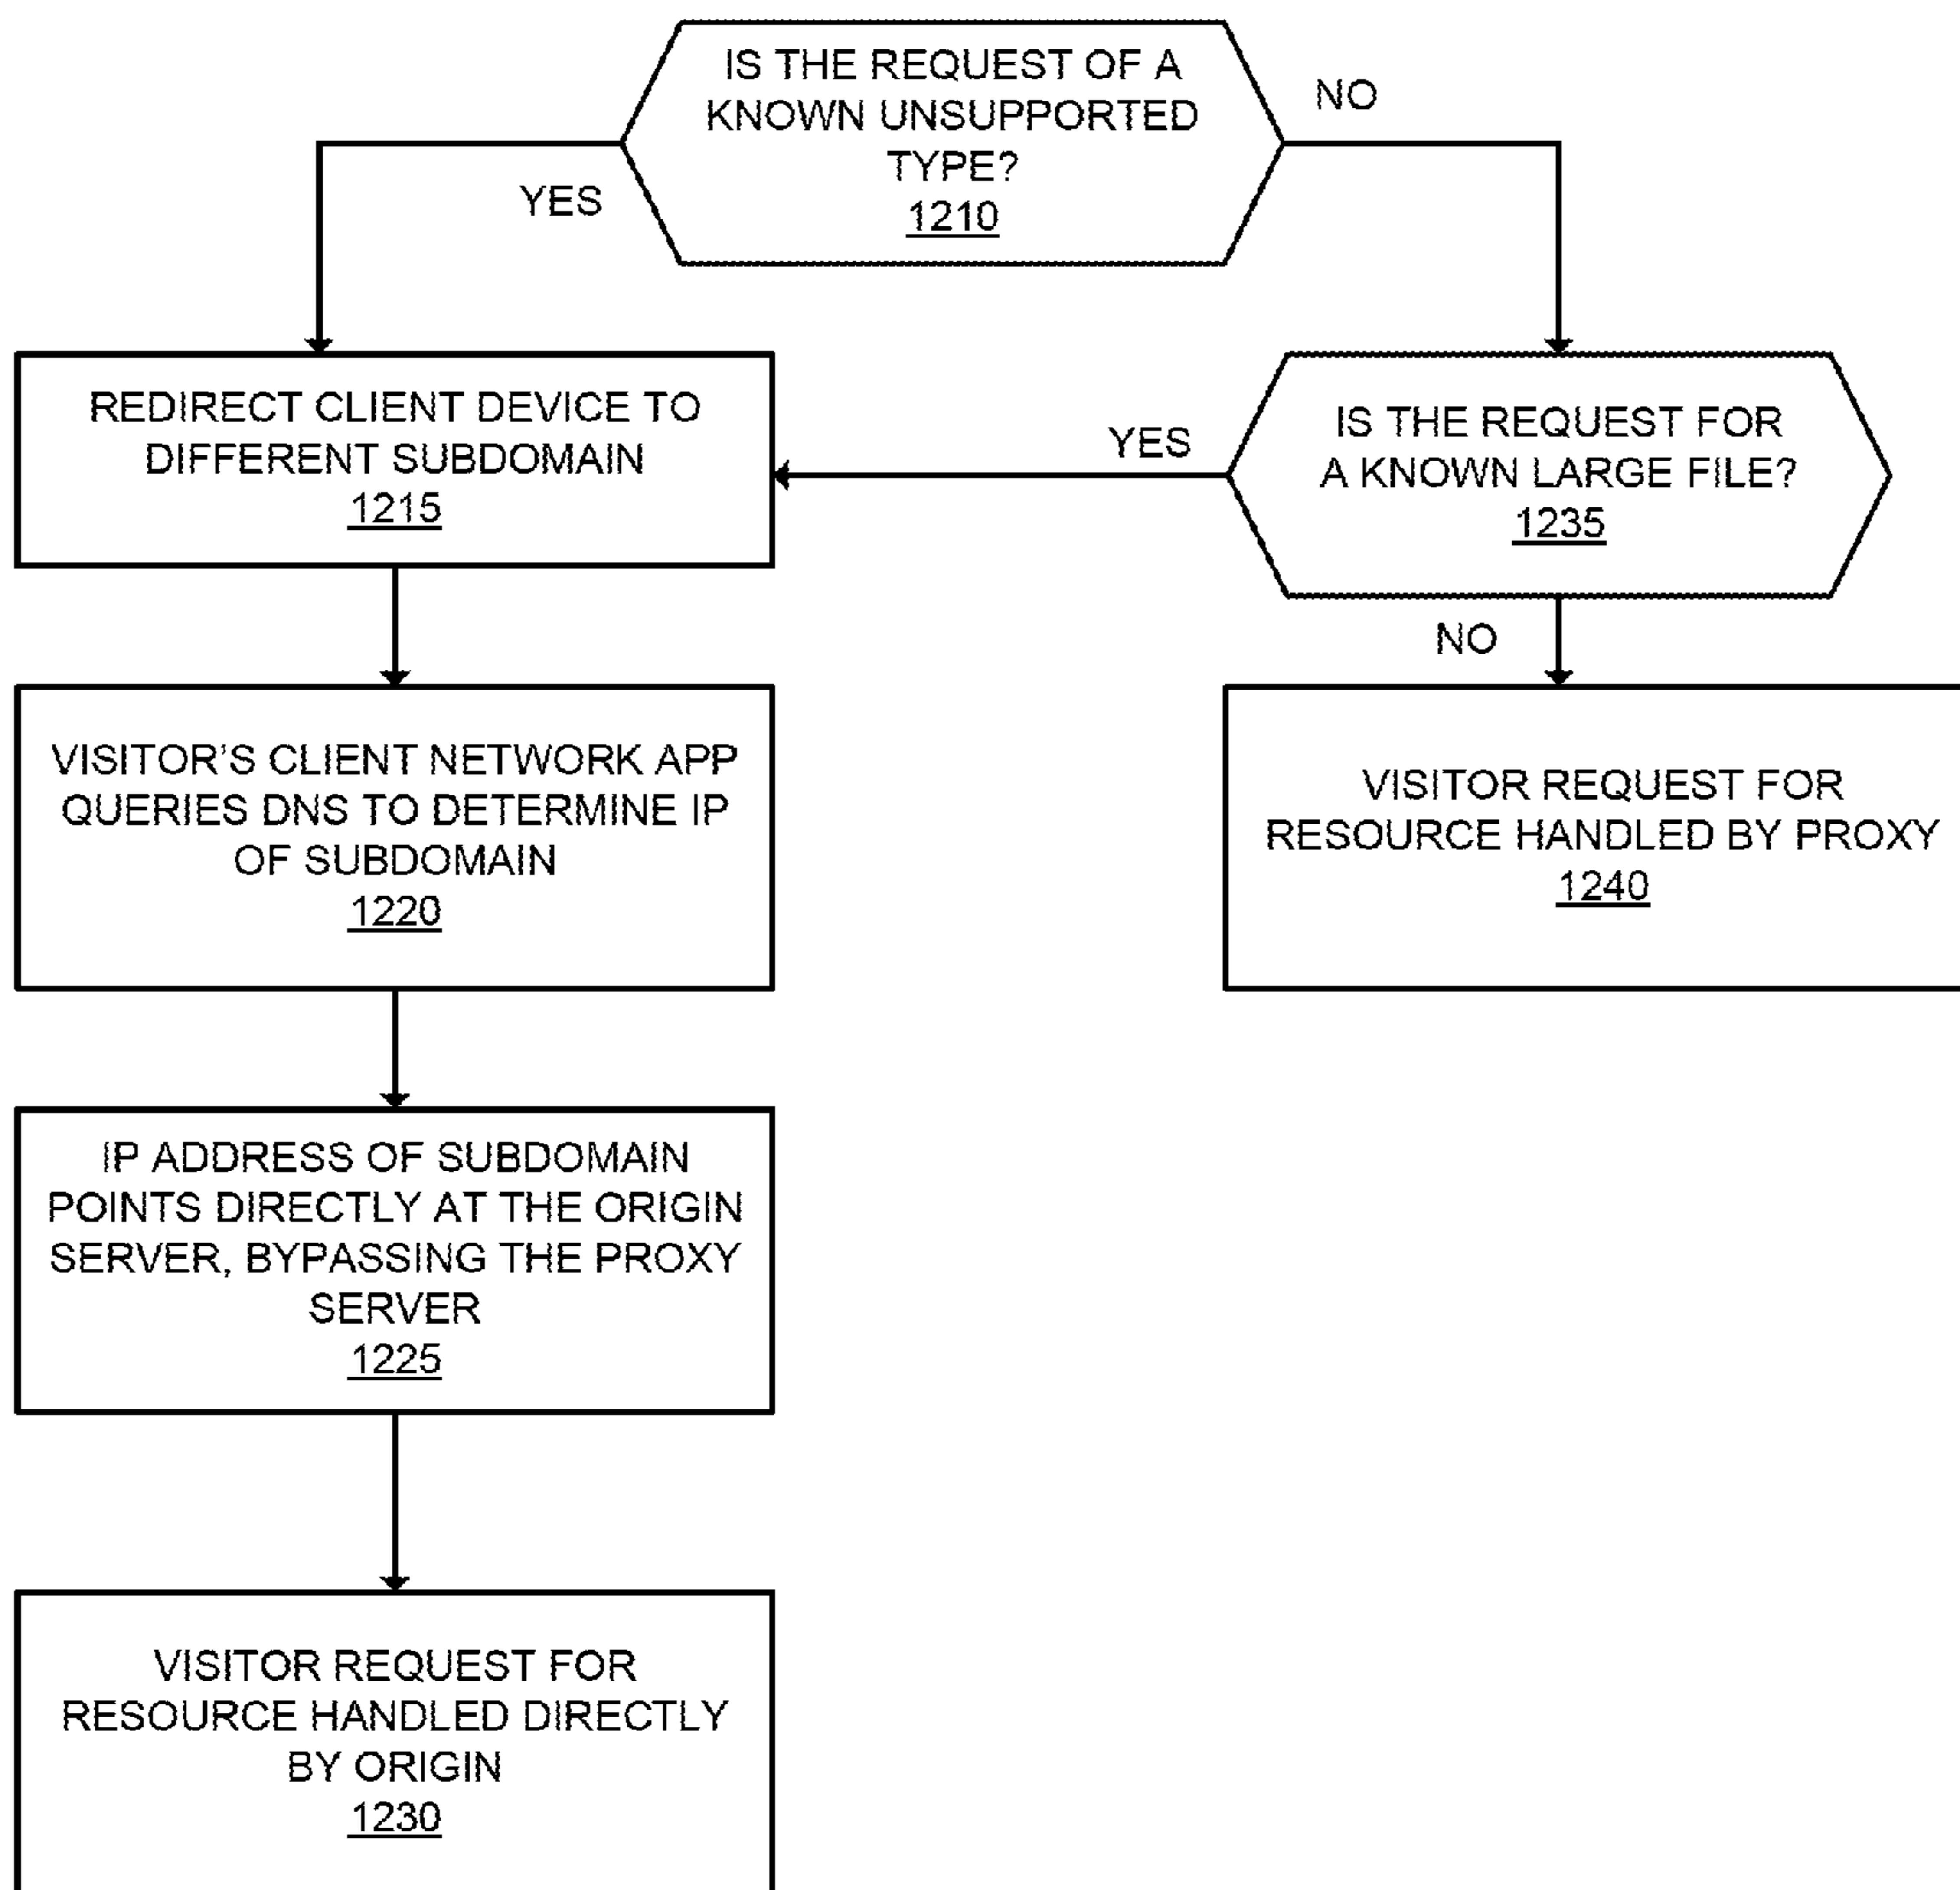 IS THE REQUEST OF A
KNOWN UNSUPPORTED
TYPE?
1210
NO
YES
REDIRECT CLIENT DEVICE TO
DIFFERENT SUBDOMAIN
1215
YES
IS THE REQUEST FOR
A KNOWN LARGE FILE?
1235
NO
VISITOR'S CLIENT NETWORK APP
QUERIES DNS TO DETERMINE IP
OF SUBDOMAIN
1220
VISITOR REQUEST FOR
RESOURCE HANDLED BY PROXY
1240
IP ADDRESS OF SUBDOMAIN
POINTS DIRECTLY AT THE ORIGIN
SERVER, BYPASSING THE PROXY
SERVER
1225
VISITOR REQUEST FOR
RESOURCE HANDLED DIRECTLY
BY ORIGIN
1230